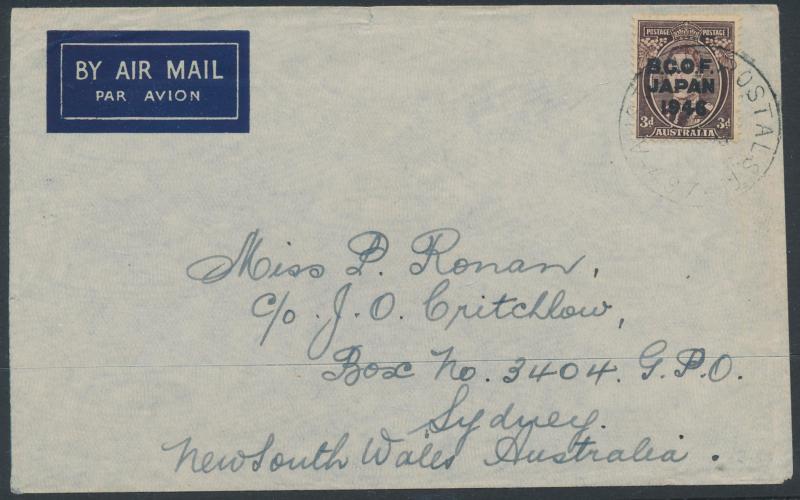 BY AIR MAIL
PAR AVION
POSTAGE POSTAGE
B.C.O.F.
JAPAN
1946
3d 3d
AUSTRALIA
Miss P. Ronan,
c/o J. O. Critchlow,
Box No. 3404. G.P.O.
Sydney.
New South Wales Australia.